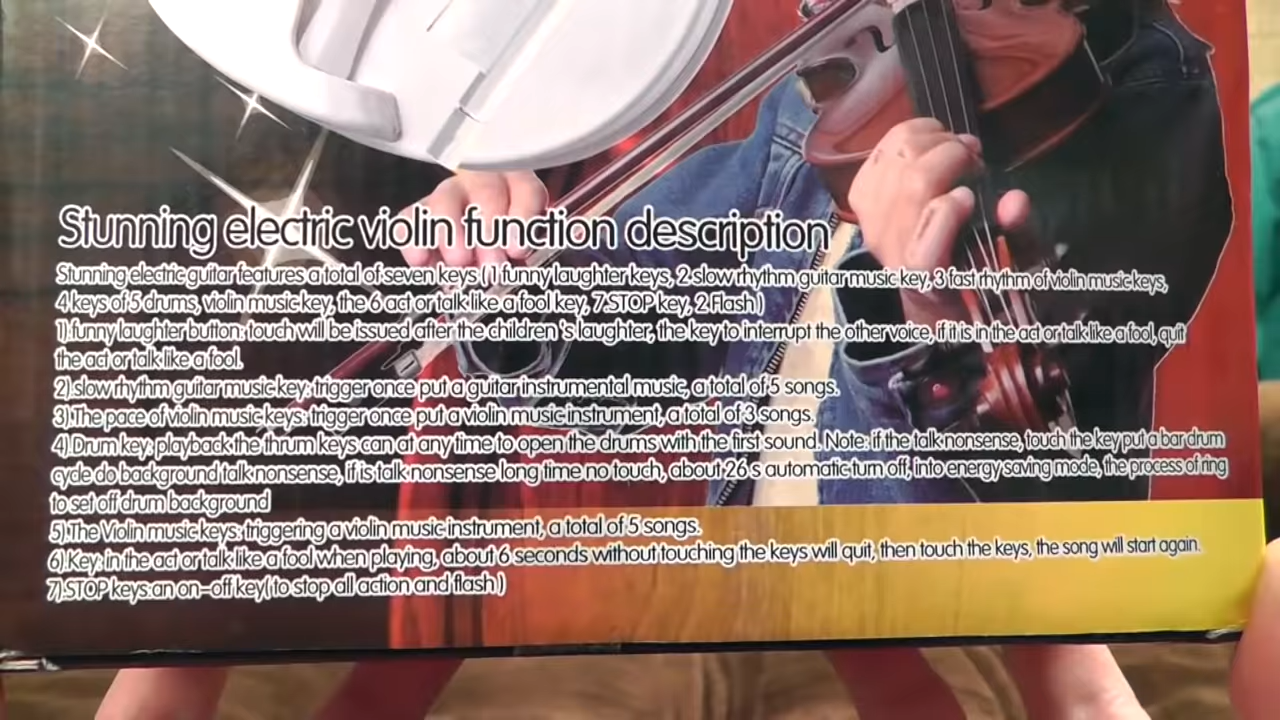 Stunning electric violin function description
Stunning electric guitar features a total of seven keys ( 1 funny laughter keys, 2 slow rhythm guitar music key, 3 fast rhythm of violin music keys,
4 keys of 5 drums, violin music key, the 6 act or talk like a fool key, 7.STOP key, 2 Flash )
1).funny laughter button: touch will be issued after the children 's laughter, the key to interrupt the other voice, if it is in the act or talk like a fool, quit
the act or talk like a fool.
2) slow rhythm guitar music key: trigger once put a guitar instrumental music, a total of 5 songs.
3).The pace of violin music keys: trigger once put a violin music instrument, a total of 3 songs.
4) Drum key: playback the thrum keys can at any time to open the drums with the first sound. Note: if the talk nonsense, touch the key put a bar drum
cycle do background talk nonsense, if is talk nonsense long time no touch, about 26 s automatic turn off, into energy saving mode, the process of ring
to set off drum background
5).The Violin music keys: triggering a violin music instrument, a total of 5 songs.
6).Key: in the act or talk like a fool when playing, about 6 seconds without touching the keys will quit, then touch the keys, the song will start again.
7).STOP keys:an on-off key( to stop all action and flash )